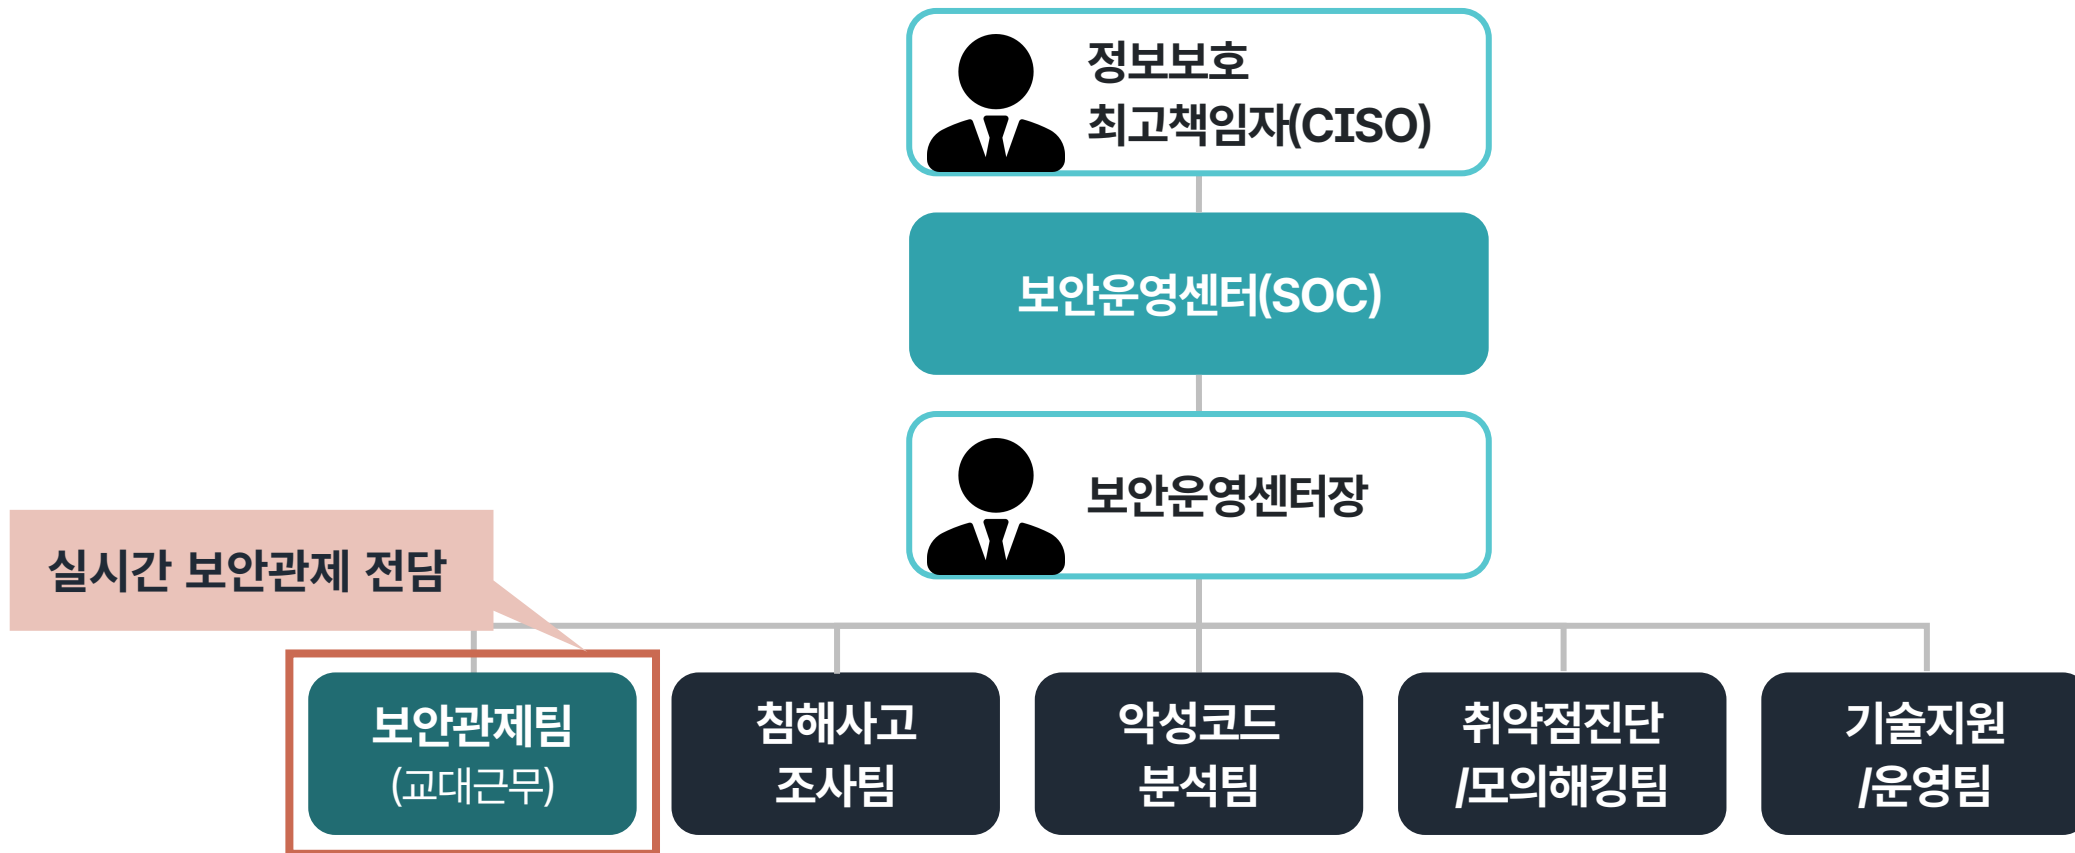 정보보호
최고책임자(CISO)
보안운영센터(SOC)
보안운영센터장
실시간 보안관제 전담
보안관제팀
(교대근무)
침해사고
조사팀
악성코드
분석팀
취약점진단
/모의해킹팀
기술지원
/운영팀